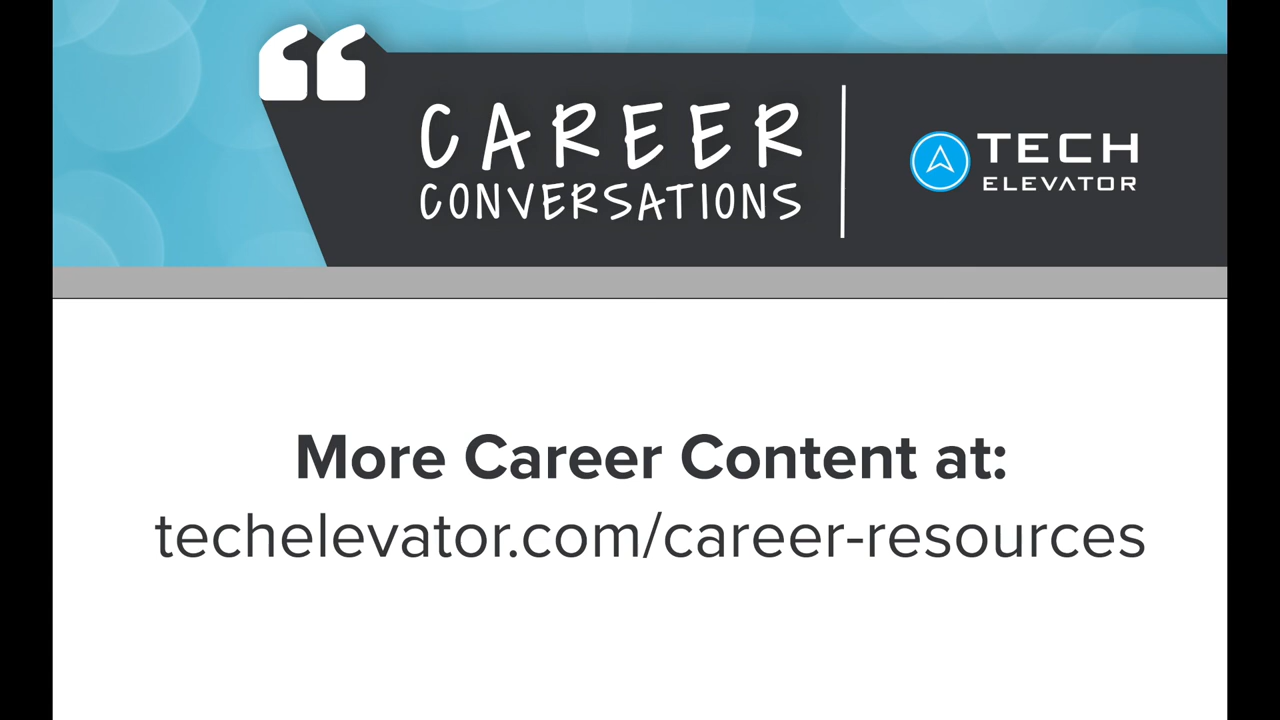 CAREER
CONVERSATIONS
TECH
ELEVATOR
More Career Content at:
techelevator.com/career-resources